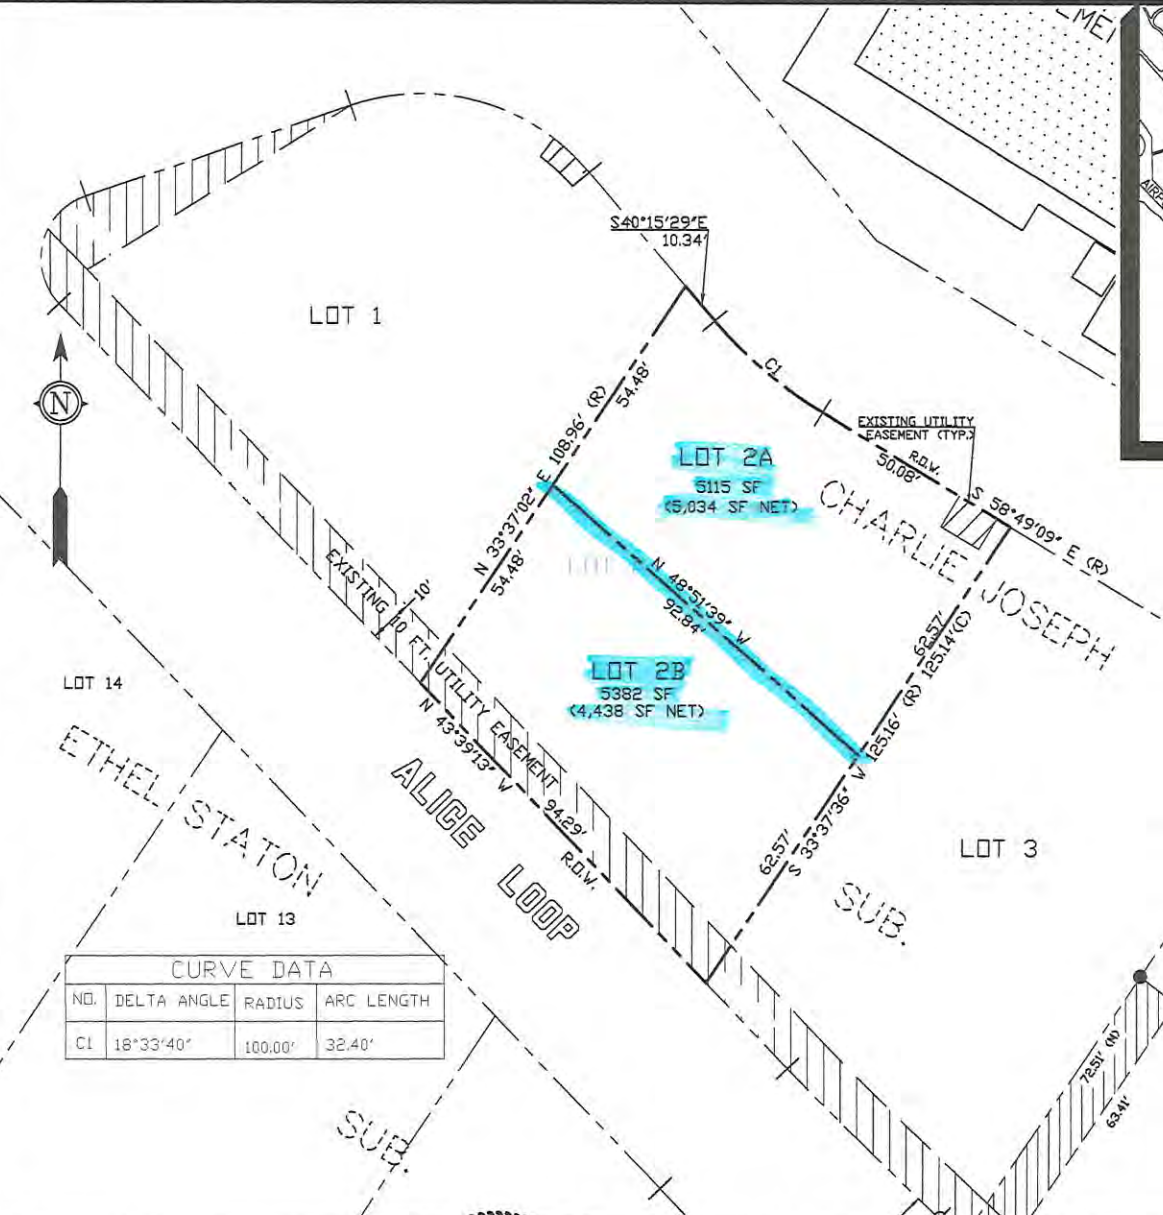 EMEN
AIRP
S40°15'29"E
10.34'
LOT 1
N
C1
54.48'
N 33°37'02" E 108.96' (R)
54.48'
EXISTING UTILITY
EASEMENT (TYP.)
R.O.W.
50.08'
S 58°49'09" E (R)
LOT 2A
5115 SF
(5,034 SF NET)
CHARLIE JOSEPH
SUB.
LOT
N 48°51'39" W
92.84'
EXISTING 10 FT. UTILITY EASEMENT
10'
LOT 2B
5382 SF
(4,438 SF NET)
62.57'
S 33°37'36" W 125.16' (R) 125.14'(C)
62.57'
LOT 14
N 43°39'13" W
94.29'
R.O.W.
ALICE LOOP
ETHEL STATON
SUB.
LOT 3
LOT 13
CURVE DATA
NO. DELTA ANGLE RADIUS ARC LENGTH
C1 18°33'40" 100.00' 32.40'
72.51' (N)
63.41'